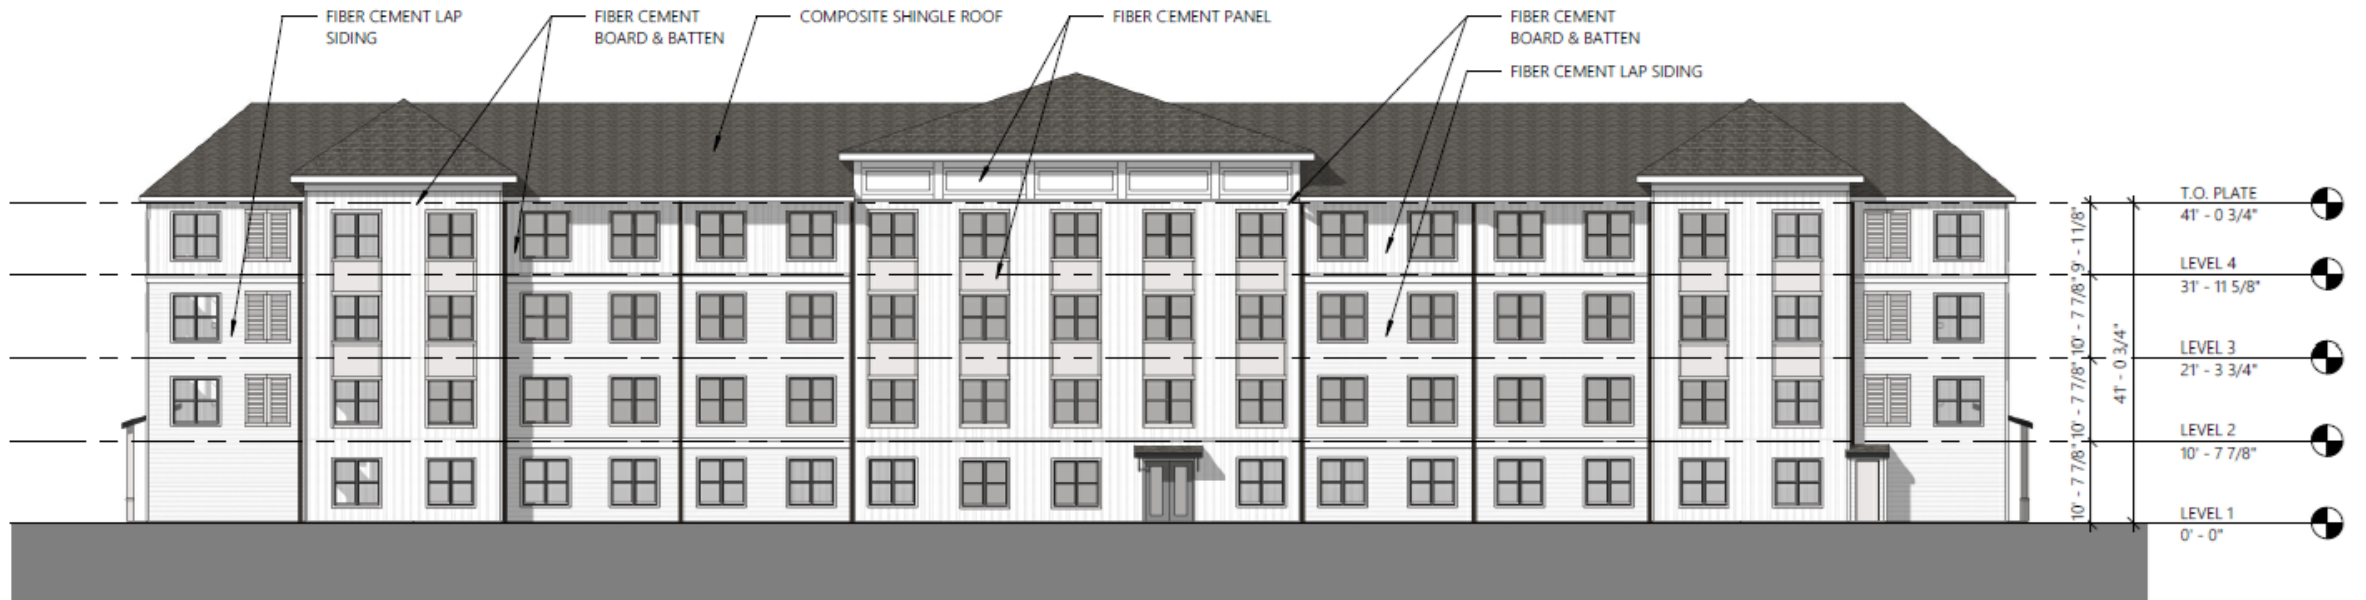 FIBER CEMENT LAP
SIDING
FIBER CEMENT
BOARD & BATTEN
COMPOSITE SHINGLE ROOF
FIBER CEMENT PANEL
FIBER CEMENT
BOARD & BATTEN
FIBER CEMENT LAP SIDING
T.O. PLATE
41' - 0 3/4"
LEVEL 4
31' - 11 5/8"
LEVEL 3
21' - 3 3/4"
LEVEL 2
10' - 7 7/8"
LEVEL 1
0' - 0"
9' - 1 1/8"
10' - 7 7/8"
10' - 7 7/8"
10' - 7 7/8"
41' - 0 3/4"